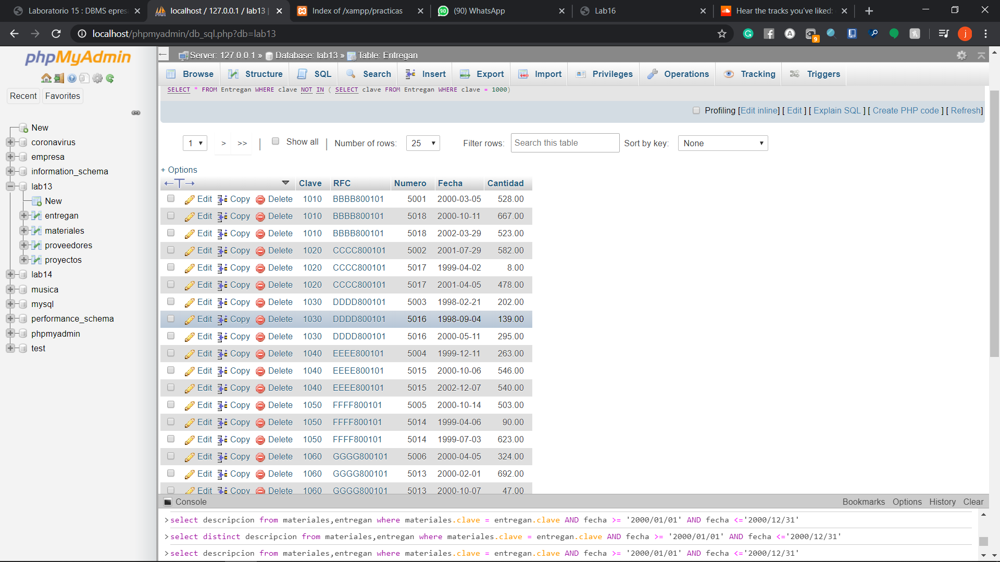 Laboratorio 15 : DBMS epres
localhost / 127.0.0.1 / lab13 |
Index of /xampp/practicas
(90) WhatsApp
Lab16
Hear the tracks you've liked:
localhost/phpmyadmin/db_sql.php?db=lab13
phpMyAdmin
Recent Favorites
New
coronavirus
empresa
information_schema
lab13
New
entregan
materiales
proveedores
proyectos
lab14
musica
mysql
performance_schema
phpmyadmin
test
Server: 127.0.0.1 » Database: lab13 » Table: Entregan
Browse Structure SQL Search Insert Export Import Privileges Operations Tracking Triggers
SELECT * FROM Entregan WHERE clave NOT IN ( SELECT clave FROM Entregan WHERE clave = 1000)
Profiling [Edit inline] [ Edit ] [ Explain SQL ] [ Create PHP code ] [ Refresh]
1 > >> | Show all | Number of rows: 25 Filter rows: Search this table Sort by key: None
+ Options
Clave RFC Numero Fecha Cantidad
Edit Copy Delete 1010 BBBB800101 5001 2000-03-05 528.00
Edit Copy Delete 1010 BBBB800101 5018 2000-10-11 667.00
Edit Copy Delete 1010 BBBB800101 5018 2002-03-29 523.00
Edit Copy Delete 1020 CCCC800101 5002 2001-07-29 582.00
Edit Copy Delete 1020 CCCC800101 5017 1999-04-02 8.00
Edit Copy Delete 1020 CCCC800101 5017 2001-04-05 478.00
Edit Copy Delete 1030 DDDD800101 5003 1998-02-21 202.00
Edit Copy Delete 1030 DDDD800101 5016 1998-09-04 139.00
Edit Copy Delete 1030 DDDD800101 5016 2000-05-11 295.00
Edit Copy Delete 1040 EEEE800101 5004 1999-12-11 263.00
Edit Copy Delete 1040 EEEE800101 5015 2000-10-06 546.00
Edit Copy Delete 1040 EEEE800101 5015 2002-12-07 540.00
Edit Copy Delete 1050 FFFF800101 5005 2000-10-14 503.00
Edit Copy Delete 1050 FFFF800101 5014 1999-04-06 90.00
Edit Copy Delete 1050 FFFF800101 5014 1999-07-03 623.00
Edit Copy Delete 1060 GGGG800101 5006 2000-04-05 324.00
Edit Copy Delete 1060 GGGG800101 5013 2000-02-01 692.00
Edit Copy Delete 1060 GGGG800101 5013 2000-10-07 47.00
Console Bookmarks Options History Clear
>select descripcion from materiales,entregan where materiales.clave = entregan.clave AND fecha >= '2000/01/01' AND fecha <='2000/12/31'
>select distinct descripcion from materiales,entregan where materiales.clave = entregan.clave AND fecha >= '2000/01/01' AND fecha <='2000/12/31'
>select descripcion from materiales,entregan where materiales.clave = entregan.clave AND fecha >= '2000/01/01' AND fecha <='2000/12/31'